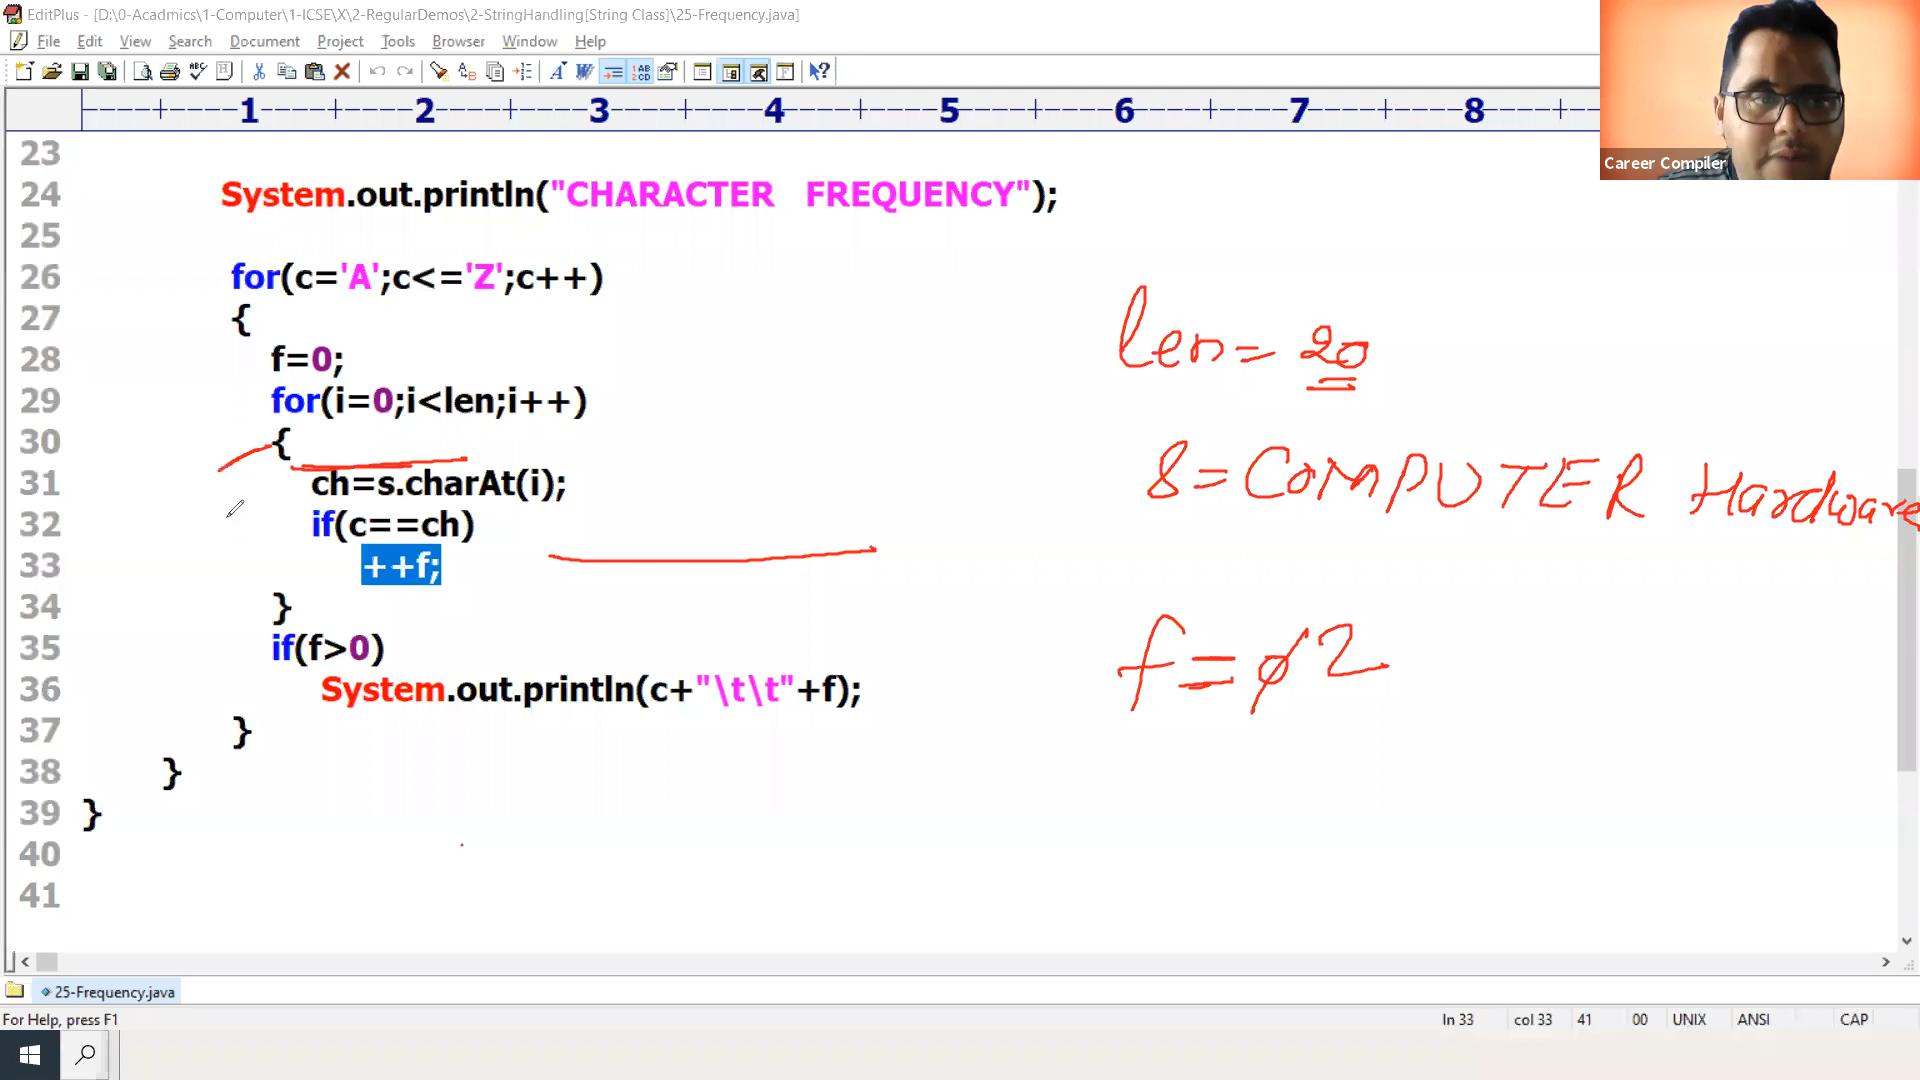 EditPlus - [D:\0-Acadmics\1-Computer\1-ICSE\X\2-RegularDemos\2-StringHandling[String Class]\25-Frequency.java]
File Edit View Search Document Project Tools Browser Window Help
1 2 3 4 5 6 7 8
Career Compiler
23
24 System.out.println("CHARACTER   FREQUENCY");
25
26 for(c='A';c<='Z';c++)
27 {
28 f=0;
29 for(i=0;i<len;i++)
30 {
31 ch=s.charAt(i);
32 if(c==ch)
33 ++f;
34 }
35 if(f>0)
36 System.out.println(c+"\t\t"+f);
37 }
38 }
39 }
40
41
len= 20
S= COMPUTER Hardware
f=0 2
25-Frequency.java
For Help, press F1
ln 33 col 33 41 00 UNIX ANSI CAP